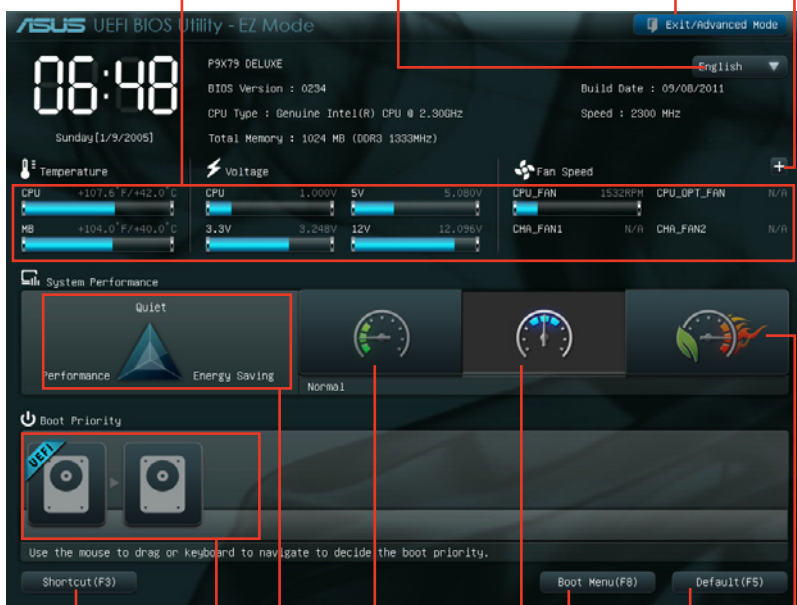 ASUS UEFI BIOS Utility - EZ Mode
Exit/Advanced Mode
06:48
Sunday[1/9/2005]
P9X79 DELUXE
English
BIOS Version : 0234
Build Date : 09/08/2011
CPU Type : Genuine Intel(R) CPU @ 2.30GHz
Speed : 2300 MHz
Total Memory : 1024 MB (DDR3 1333MHz)
Temperature
Voltage
Fan Speed
CPU +107.6°F/+42.0°C
CPU 1.000V
5V 5.080V
CPU_FAN 1532RPM
CPU_OPT_FAN N/A
MB +104.0°F/+40.0°C
3.3V 3.248V
12V 12.096V
CHA_FAN1 N/A
CHA_FAN2 N/A
System Performance
Quiet
Performance
Energy Saving
Normal
Boot Priority
UEFI
Use the mouse to drag or keyboard to navigate to decide the boot priority.
Shortcut(F3)
Boot Menu(F8)
Default(F5)